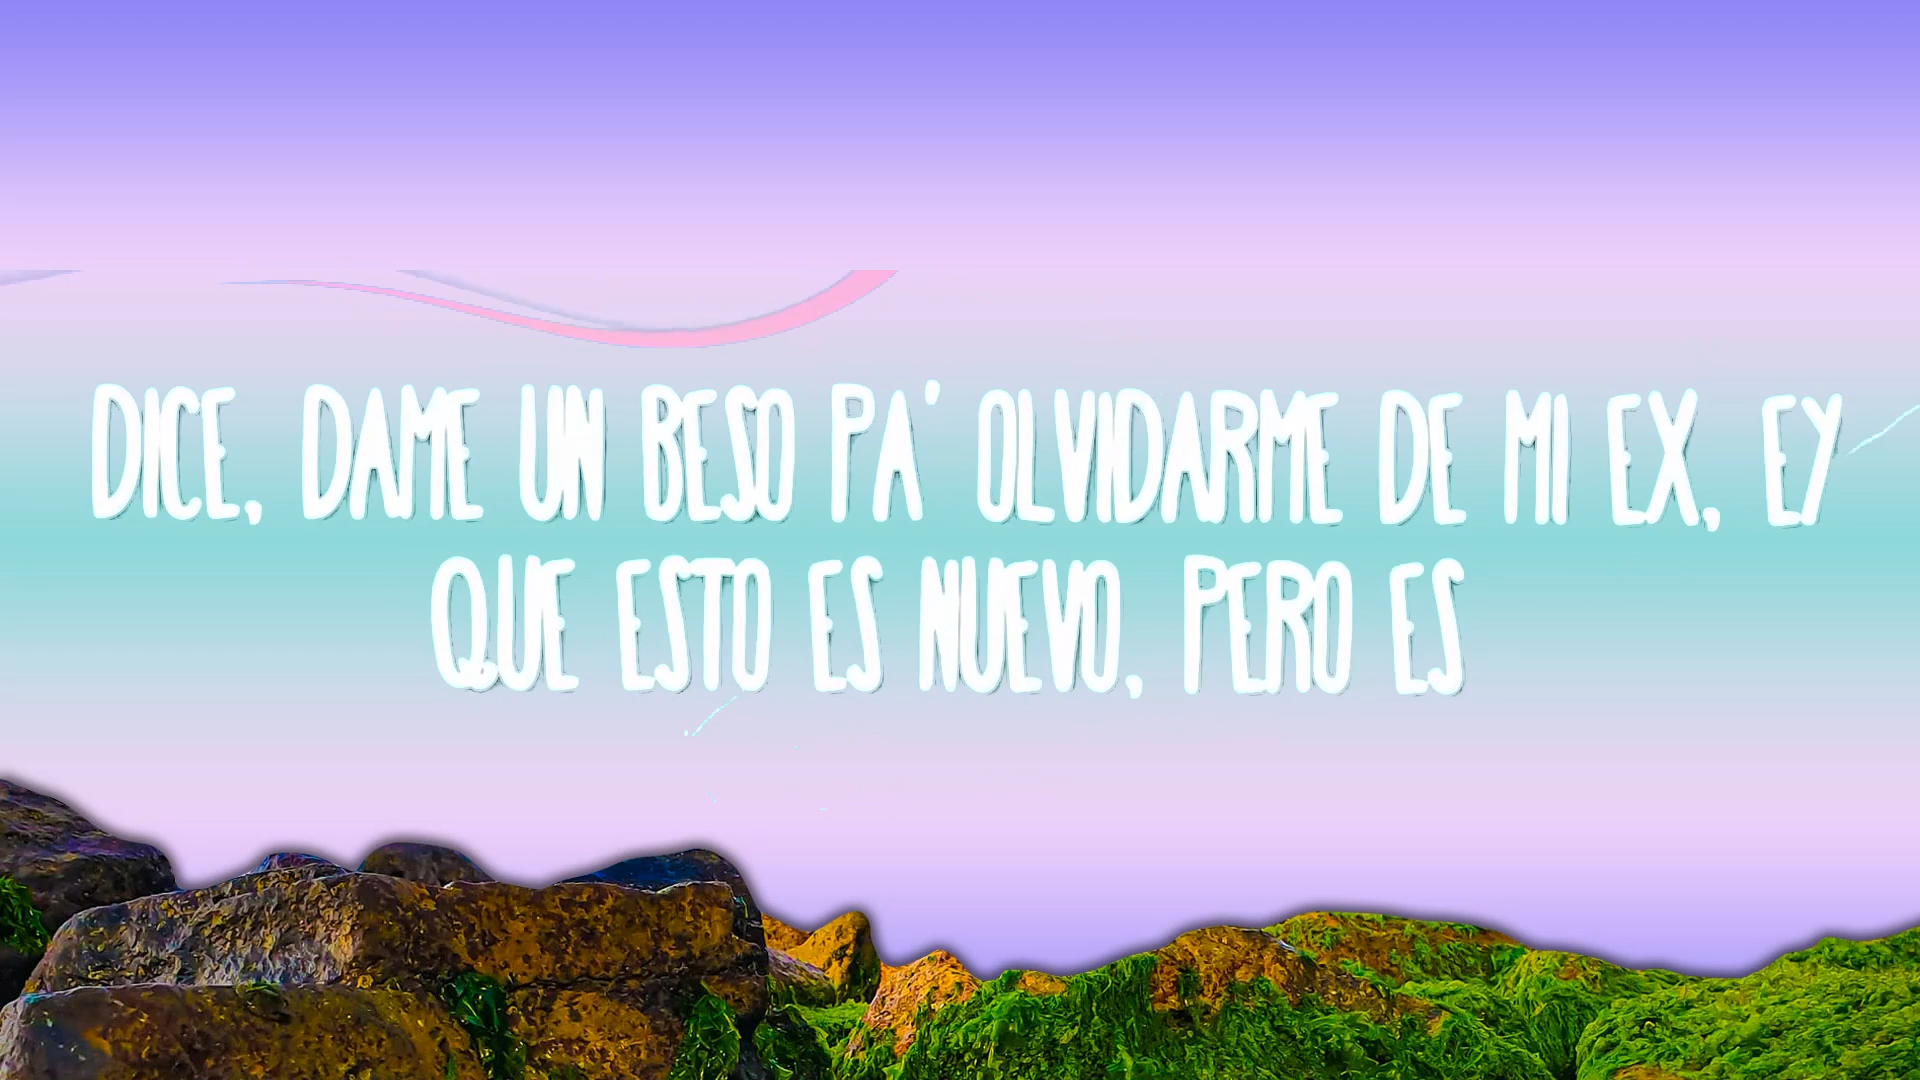 DICE, DAME UN BESO PA' OLVIDARME DE MI EX, EY
QUE ESTO ES NUEVO, PERO ES